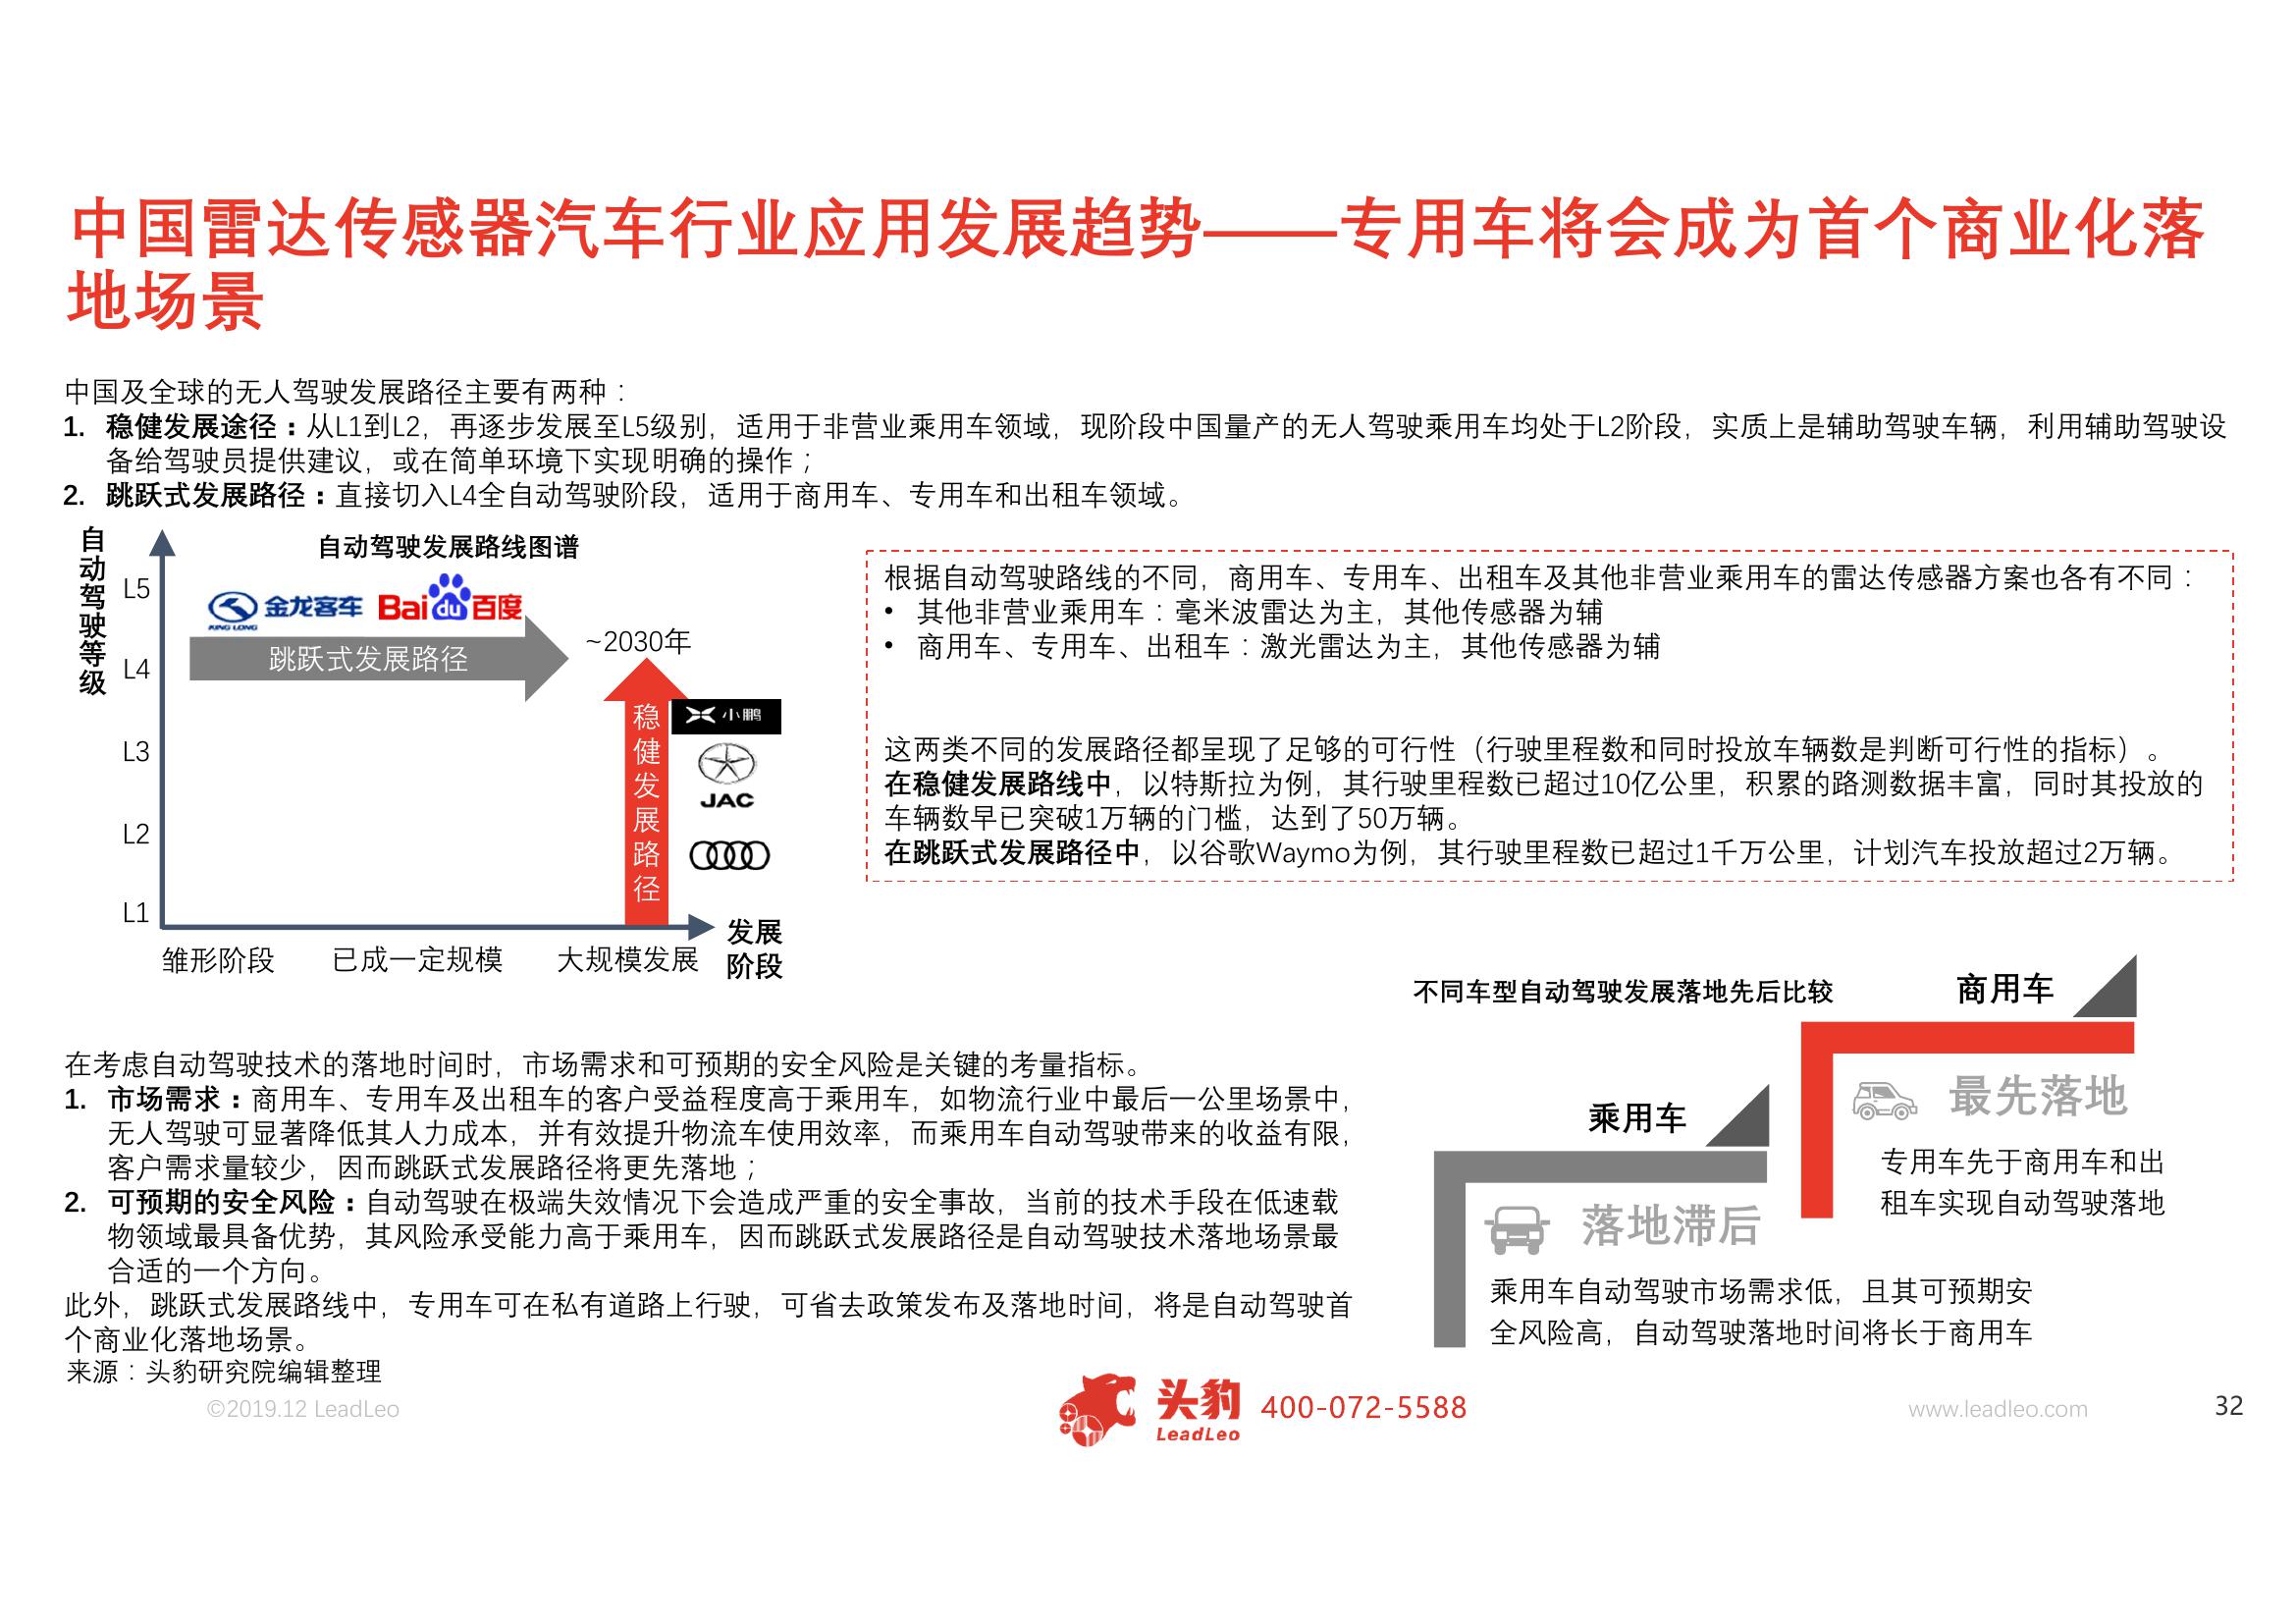 中国雷达传感器汽车行业应用发展趋势——专用车将会成为首个商业化落
地场景
中国及全球的无人驾驶发展路径主要有两种：
1. 稳健发展途径：从L1到L2，再逐步发展至L5级别，适用于非营业乘用车领域，现阶段中国量产的无人驾驶乘用车均处于L2阶段，实质上是辅助驾驶车辆，利用辅助驾驶设
备给驾驶员提供建议，或在简单环境下实现明确的操作；
2. 跳跃式发展路径：直接切入L4全自动驾驶阶段，适用于商用车、专用车和出租车领域。
自动驾驶等级
自动驾驶发展路线图谱
L5
L4
L3
L2
L1
金龙客车
KING LONG
Bai du 百度
跳跃式发展路径
~2030年
稳健发展路径
小鹏
JAC
雏形阶段
已成一定规模
大规模发展
发展
阶段
根据自动驾驶路线的不同，商用车、专用车、出租车及其他非营业乘用车的雷达传感器方案也各有不同：
• 其他非营业乘用车：毫米波雷达为主，其他传感器为辅
• 商用车、专用车、出租车：激光雷达为主，其他传感器为辅
这两类不同的发展路径都呈现了足够的可行性（行驶里程数和同时投放车辆数是判断可行性的指标）。
在稳健发展路线中，以特斯拉为例，其行驶里程数已超过10亿公里，积累的路测数据丰富，同时其投放的
车辆数早已突破1万辆的门槛，达到了50万辆。
在跳跃式发展路径中，以谷歌Waymo为例，其行驶里程数已超过1千万公里，计划汽车投放超过2万辆。
在考虑自动驾驶技术的落地时间时，市场需求和可预期的安全风险是关键的考量指标。
1. 市场需求：商用车、专用车及出租车的客户受益程度高于乘用车，如物流行业中最后一公里场景中，
无人驾驶可显著降低其人力成本，并有效提升物流车使用效率，而乘用车自动驾驶带来的收益有限，
客户需求量较少，因而跳跃式发展路径将更先落地；
2. 可预期的安全风险：自动驾驶在极端失效情况下会造成严重的安全事故，当前的技术手段在低速载
物领域最具备优势，其风险承受能力高于乘用车，因而跳跃式发展路径是自动驾驶技术落地场景最
合适的一个方向。
此外，跳跃式发展路线中，专用车可在私有道路上行驶，可省去政策发布及落地时间，将是自动驾驶首
个商业化落地场景。
来源：头豹研究院编辑整理
不同车型自动驾驶发展落地先后比较
商用车
最先落地
专用车先于商用车和出
租车实现自动驾驶落地
乘用车
落地滞后
乘用车自动驾驶市场需求低，且其可预期安
全风险高，自动驾驶落地时间将长于商用车
©2019.12 LeadLeo
头豹
LeadLeo
400-072-5588
www.leadleo.com
32